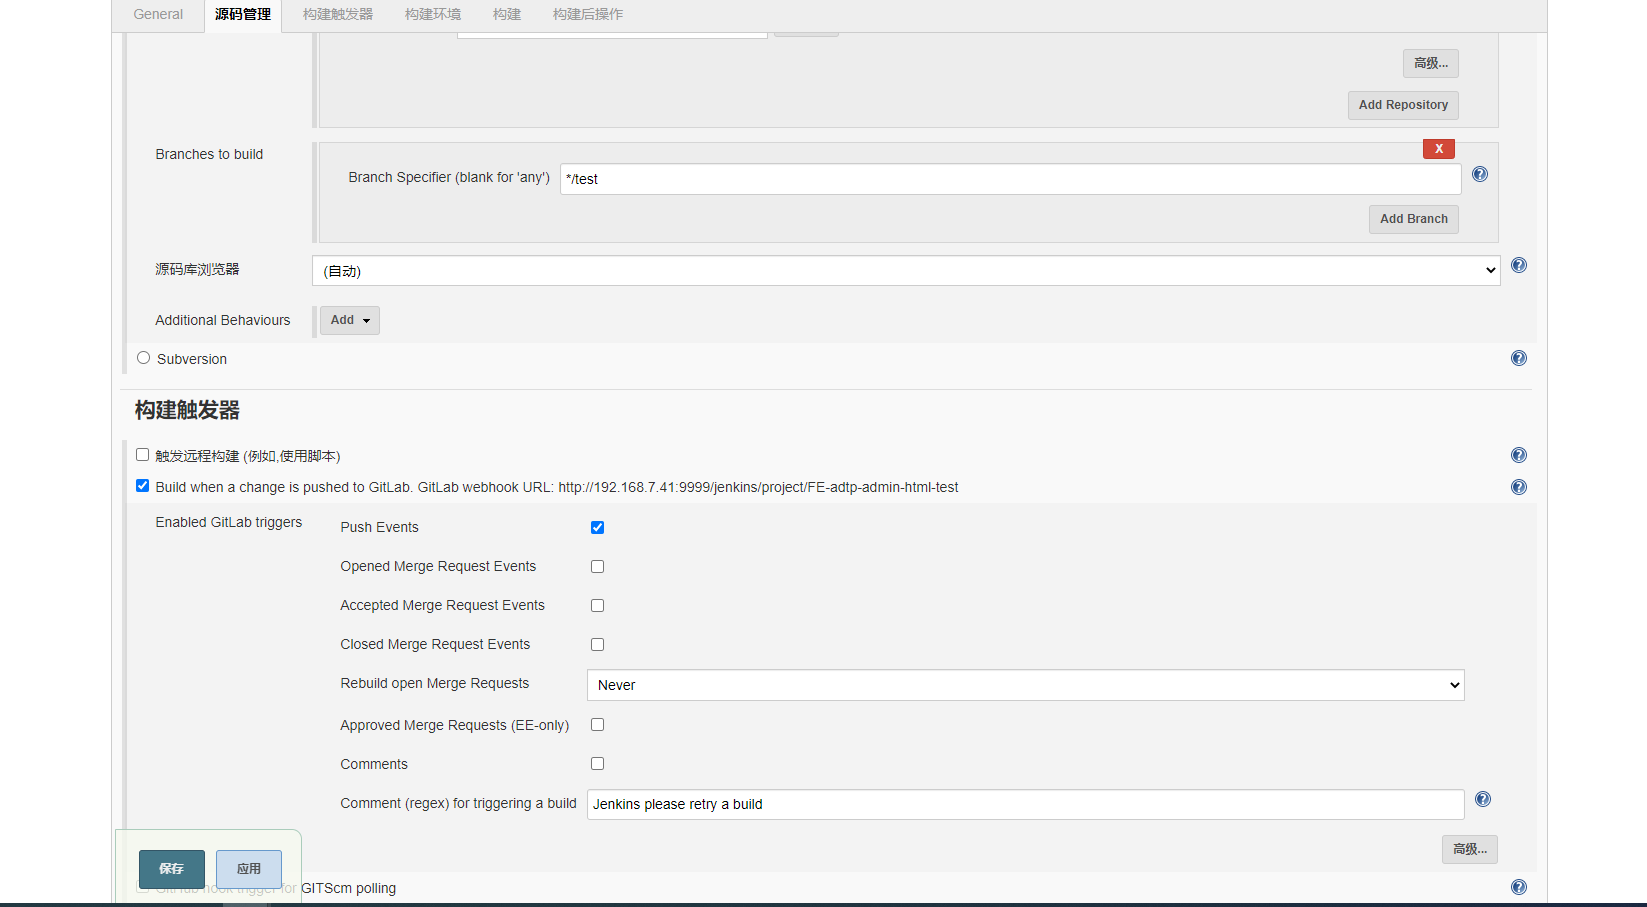 General 源码管理 构建触发器 构建环境 构建 构建后操作
高级...
Add Repository
Branches to build
X
Branch Specifier (blank for 'any') */test
Add Branch
源码库浏览器 (自动)
Additional Behaviours Add
Subversion
构建触发器
触发远程构建 (例如,使用脚本)
Build when a change is pushed to GitLab. GitLab webhook URL: http://192.168.7.41:9999/jenkins/project/FE-adtp-admin-html-test
Enabled GitLab triggers Push Events
Opened Merge Request Events
Accepted Merge Request Events
Closed Merge Request Events
Rebuild open Merge Requests Never
Approved Merge Requests (EE-only)
Comments
Comment (regex) for triggering a build Jenkins please retry a build
高级...
保存 应用
GitHub hook trigger for GITScm polling